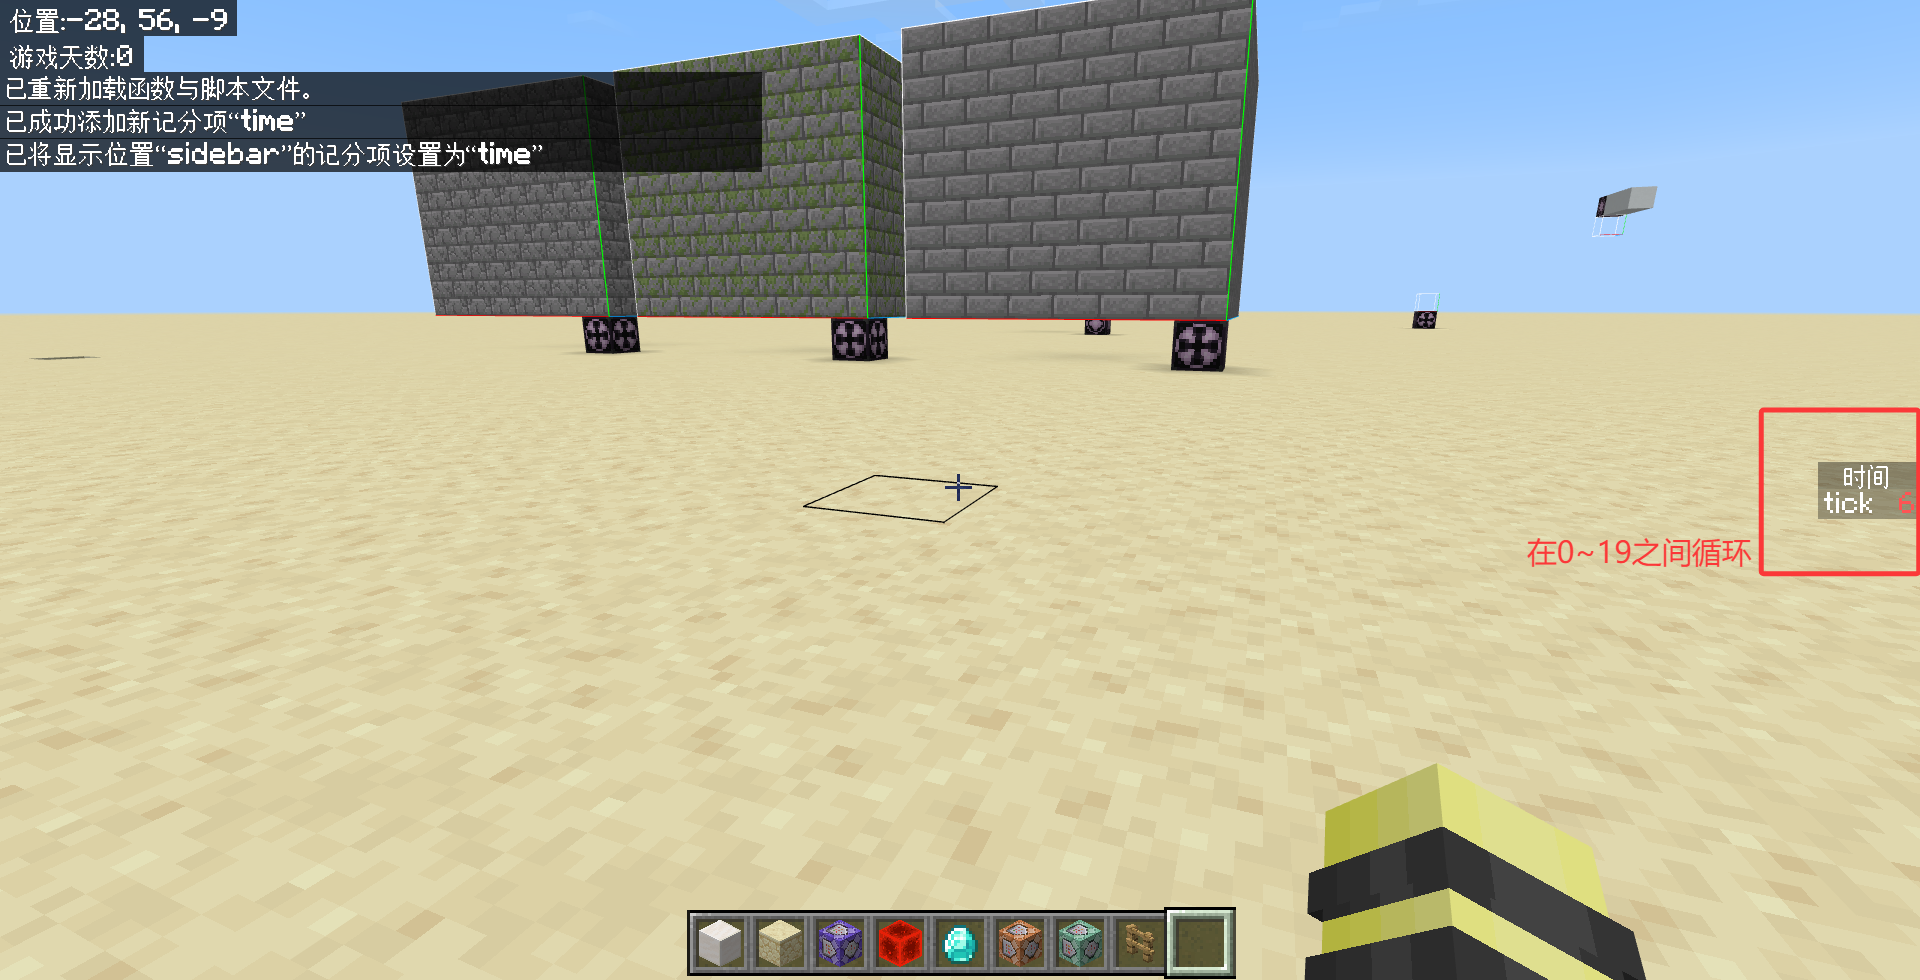 位置:-28, 56, -9
游戏天数:0
已重新加载函数与脚本文件。
已成功添加新记分项“time”
已将显示位置“sidebar”的记分项设置为“time”
时间
tick 6
在0~19之间循环